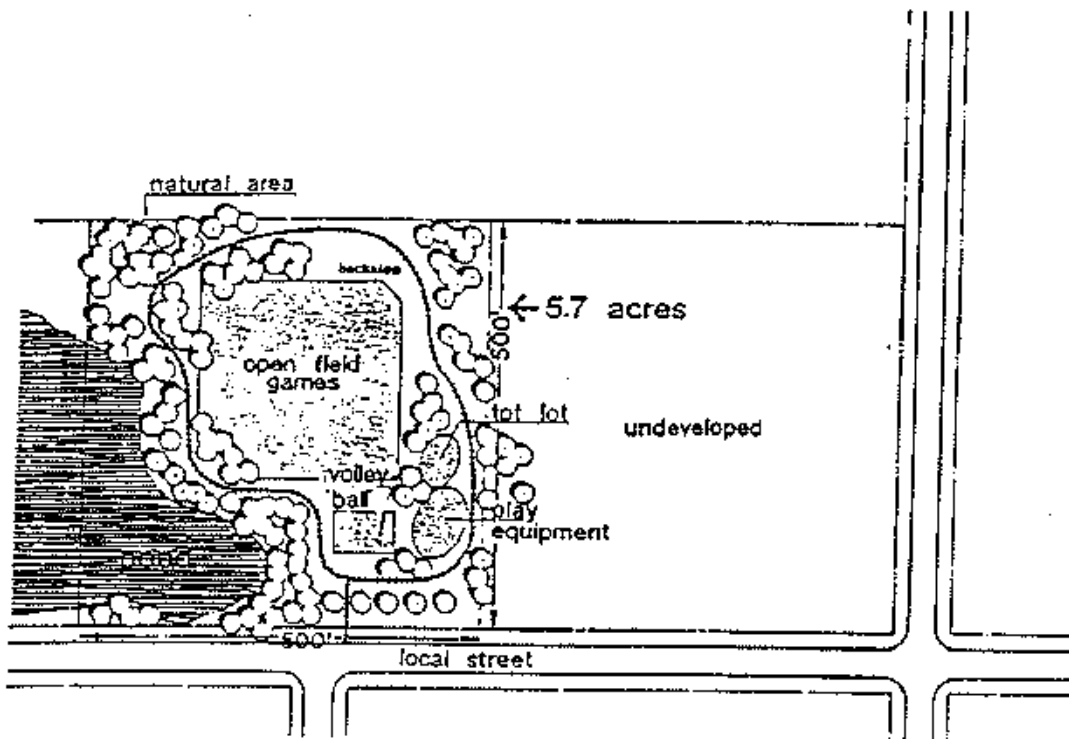 natural area
backstop
← 5.7 acres
500'
open field
games
tot lot
undeveloped
volley
ball
play
equipment
500'
local street